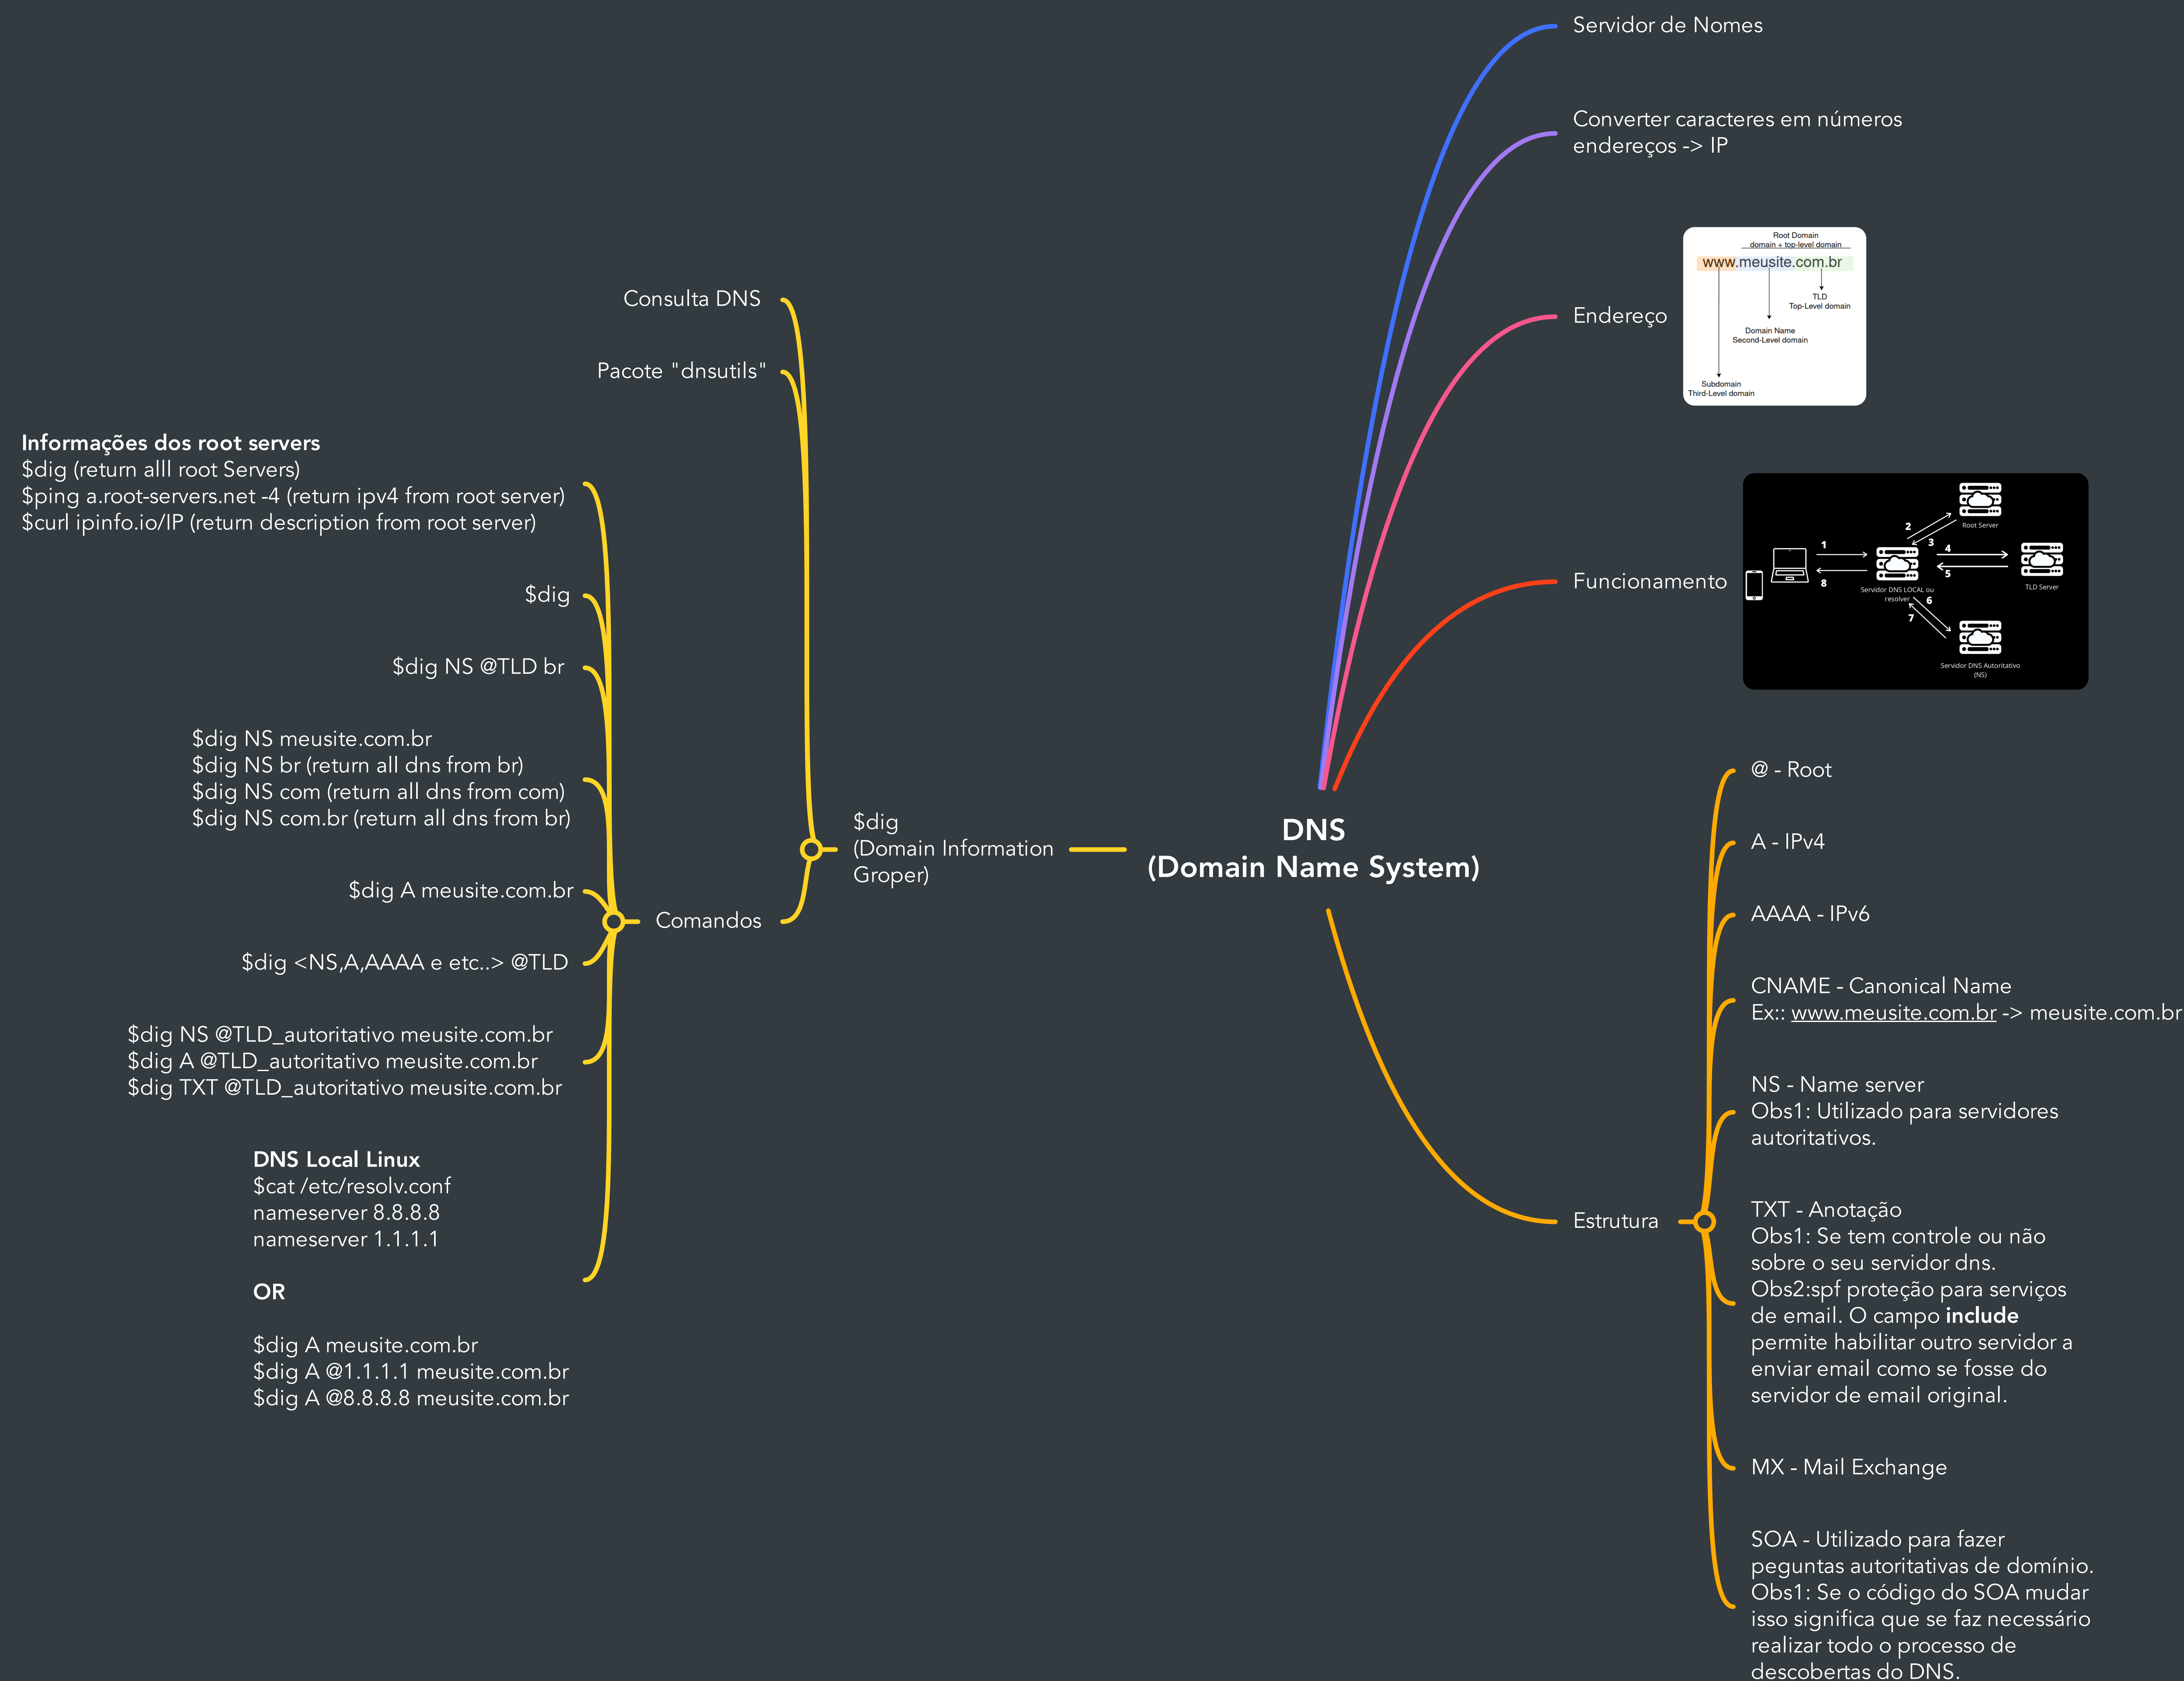 Servidor de Nomes
Converter caracteres em números
endereços -> IP
Endereço
Root Domain
domain + top-level domain
www.meusite.com.br
TLD
Top-Level domain
Domain Name
Second-Level domain
Subdomain
Third-Level domain
Funcionamento
Root Server
2
3
1
4
8
5
Servidor DNS LOCAL ou
resolver
TLD Server
6
7
Servidor DNS Autoritativo
(NS)
DNS
(Domain Name System)
Estrutura
@ - Root
A - IPv4
AAAA - IPv6
CNAME - Canonical Name
Ex:: www.meusite.com.br -> meusite.com.br
NS - Name server
Obs1: Utilizado para servidores
autoritativos.
TXT - Anotação
Obs1: Se tem controle ou não
sobre o seu servidor dns.
Obs2:spf proteção para serviços
de email. O campo include
permite habilitar outro servidor a
enviar email como se fosse do
servidor de email original.
MX - Mail Exchange
SOA - Utilizado para fazer
peguntas autoritativas de domínio.
Obs1: Se o código do SOA mudar
isso significa que se faz necessário
realizar todo o processo de
descobertas do DNS.
$dig
(Domain Information
Groper)
Consulta DNS
Pacote "dnsutils"
Comandos
Informações dos root servers
$dig (return alll root Servers)
$ping a.root-servers.net -4 (return ipv4 from root server)
$curl ipinfo.io/IP (return description from root server)
$dig
$dig NS @TLD br
$dig NS meusite.com.br
$dig NS br (return all dns from br)
$dig NS com (return all dns from com)
$dig NS com.br (return all dns from br)
$dig A meusite.com.br
$dig <NS,A,AAAA e etc..> @TLD
$dig NS @TLD_autoritativo meusite.com.br
$dig A @TLD_autoritativo meusite.com.br
$dig TXT @TLD_autoritativo meusite.com.br
DNS Local Linux
$cat /etc/resolv.conf
nameserver 8.8.8.8
nameserver 1.1.1.1
OR
$dig A meusite.com.br
$dig A @1.1.1.1 meusite.com.br
$dig A @8.8.8.8 meusite.com.br